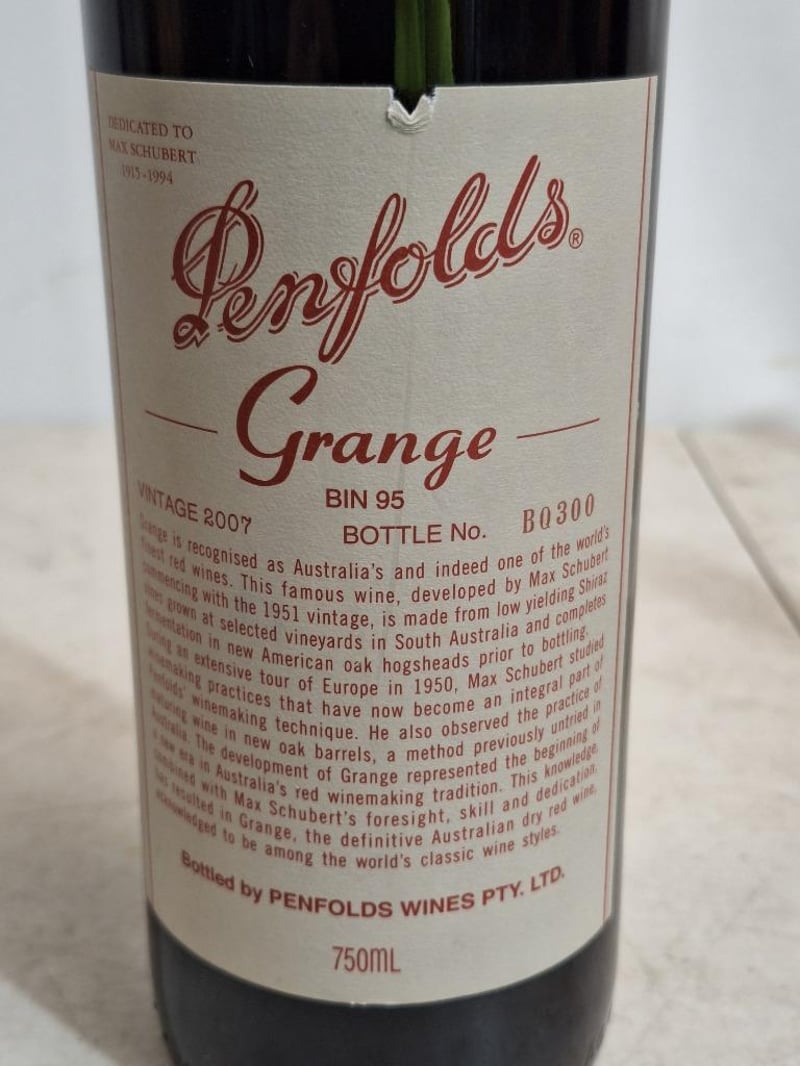 DEDICATED TO
MAX SCHUBERT
1915-1994
Penfolds®
Grange
BIN 95
VINTAGE 2007
BOTTLE No. BQ300
Grange is recognised as Australia's and indeed one of the world's
finest red wines. This famous wine, developed by Max Schubert
commencing with the 1951 vintage, is made from low yielding Shiraz
vines grown at selected vineyards in South Australia and completes
fermentation in new American oak hogsheads prior to bottling.
During an extensive tour of Europe in 1950, Max Schubert studied
winemaking practices that have now become an integral part of
Penfolds' winemaking technique. He also observed the practice of
maturing wine in new oak barrels, a method previously untried in
Australia. The development of Grange represented the beginning of
a new era in Australia's red winemaking tradition. This knowledge,
combined with Max Schubert's foresight, skill and dedication,
has resulted in Grange, the definitive Australian dry red wine,
acknowledged to be among the world's classic wine styles.
Bottled by PENFOLDS WINES PTY. LTD.
750ML